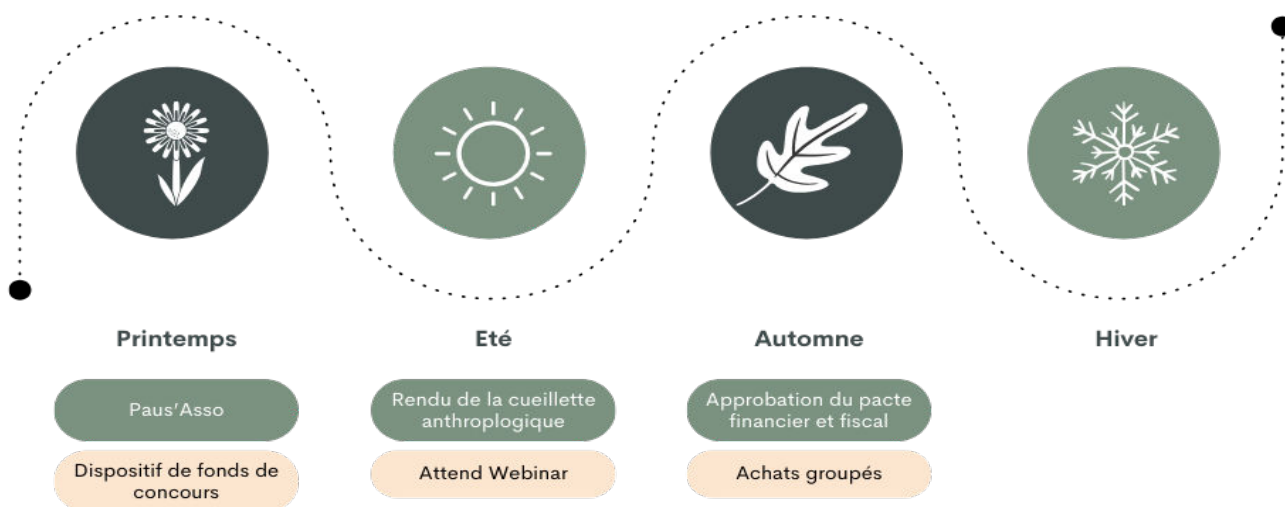 Printemps
Eté
Automne
Hiver
Paus'Asso
Rendu de la cueillette
anthroplogique
Approbation du pacte
financier et fiscal
Dispositif de fonds de
concours
Attend Webinar
Achats groupés